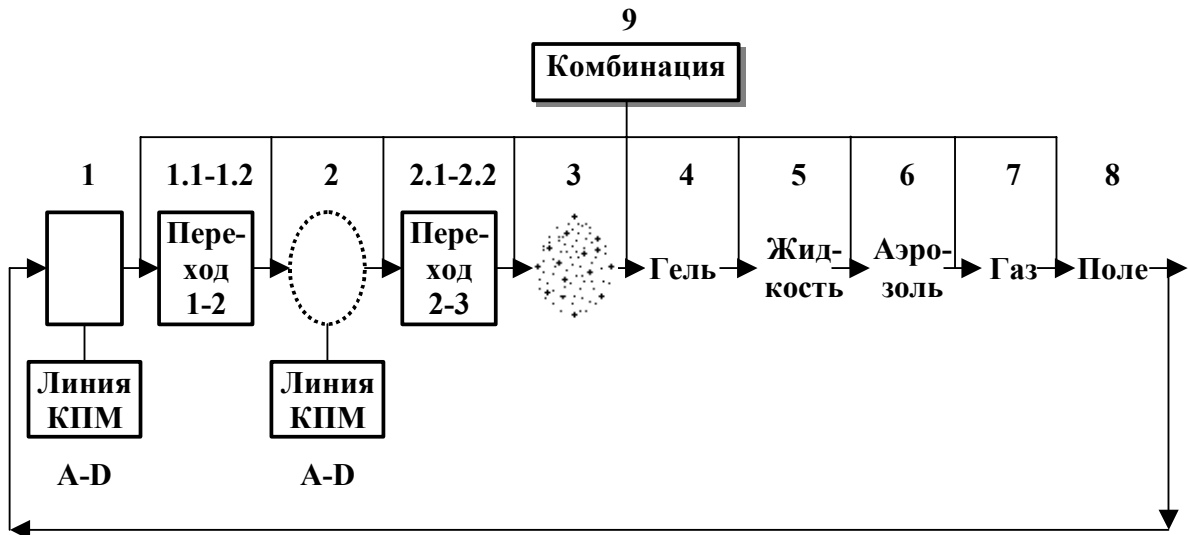 9
Комбинация
1 1.1-1.2 2 2.1-2.2 3 4 5 6 7 8
Пере-
ход
1-2
Пере-
ход
2-3
Гель
Жид-
кость
Аэро-
золь
Газ
Поле
Линия
КПМ
Линия
КПМ
A-D
A-D